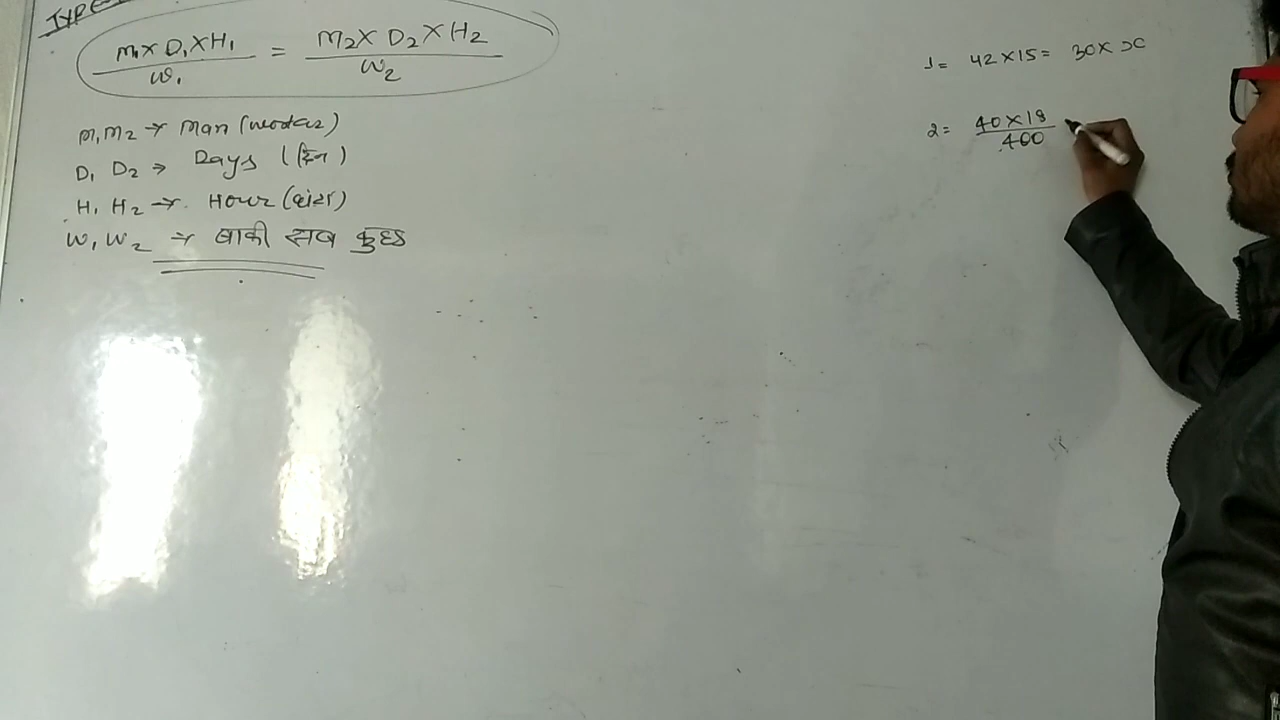 TYPE
M₁ X D₁ X H₁ / W₁ = M₂ X D₂ X H₂ / W₂
M, M₂ → Man (worker)
D₁ D₂ → Days (दिन)
H₁ H₂ → Hour (घंटा)
W₁ W₂ → बाकी सब कुछ
1= 42 X 15 = 30 X x
2= 40 X 18 / 400